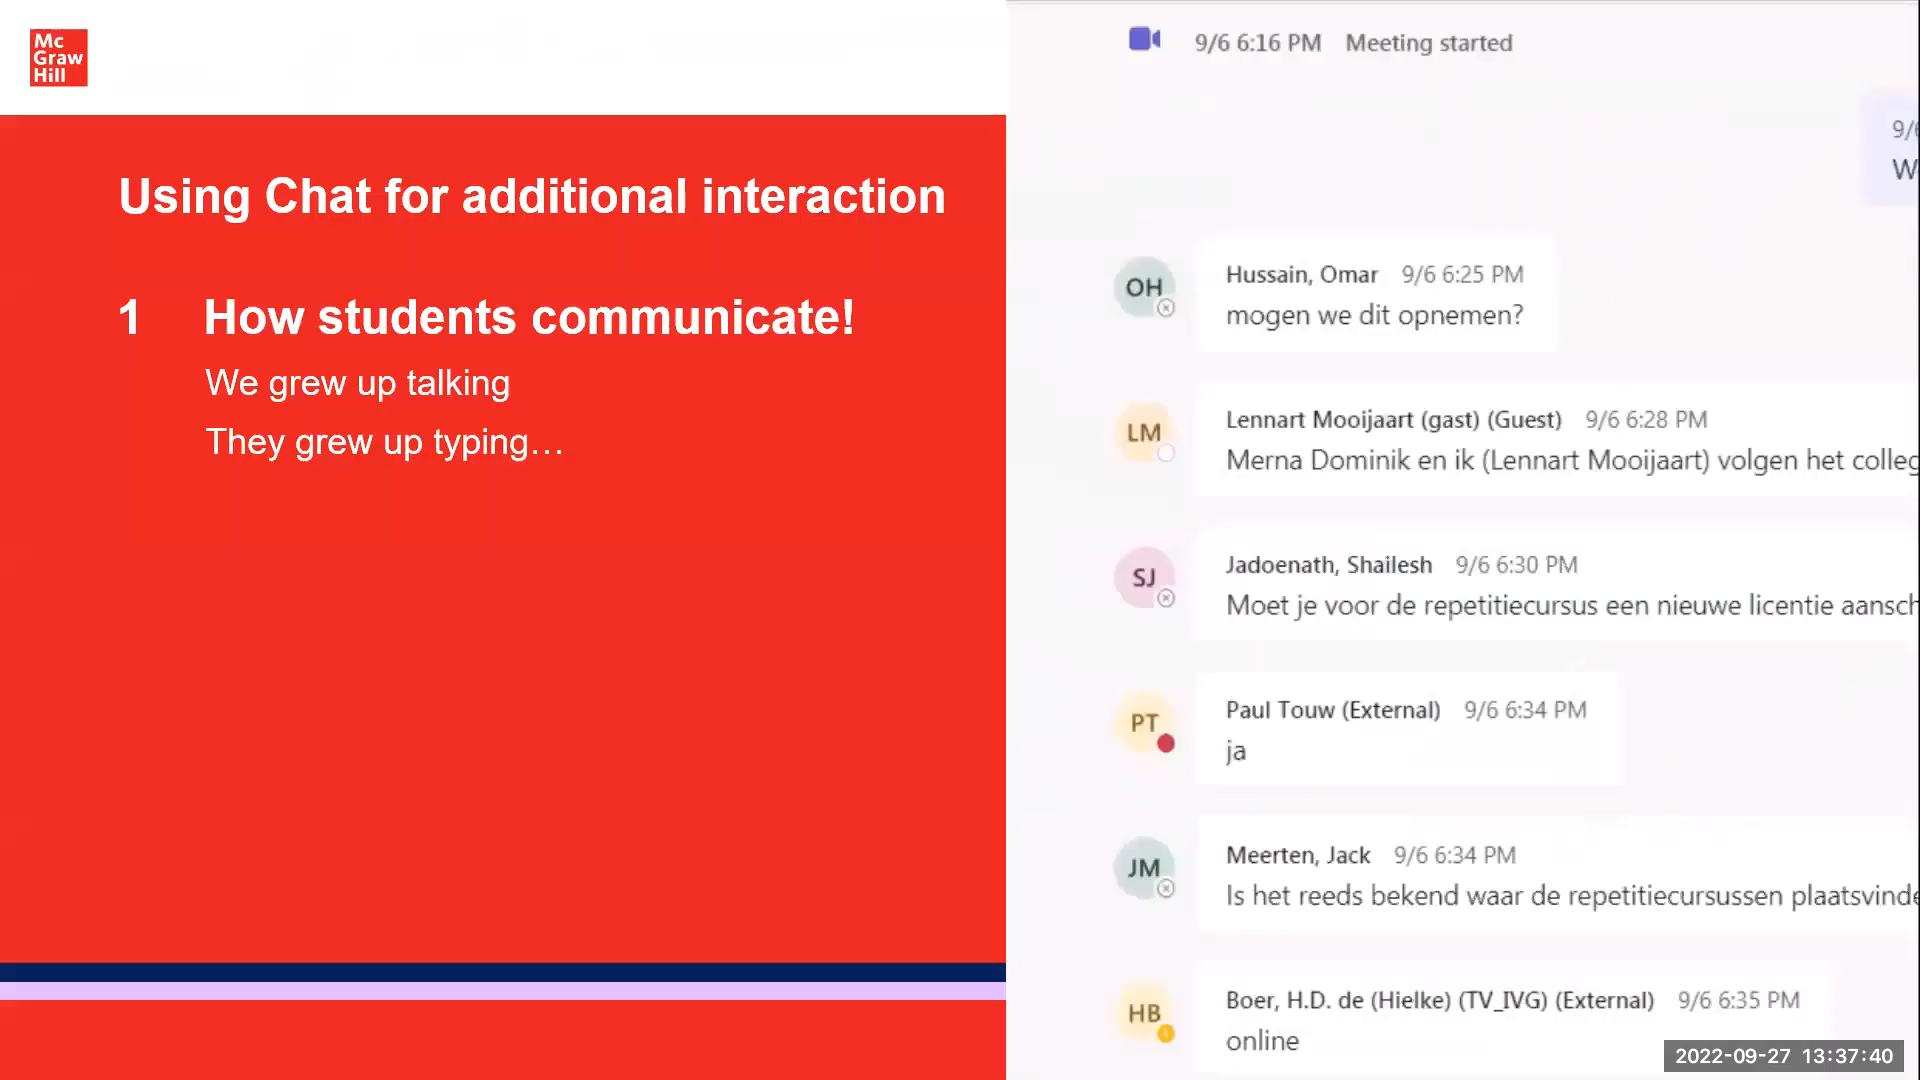 Mc
Graw
Hill
Using Chat for additional interaction
1 How students communicate!
We grew up talking
They grew up typing…
9/6 6:16 PM Meeting started
Hussain, Omar 9/6 6:25 PM
mogen we dit opnemen?
OH
Lennart Mooijaart (gast) (Guest) 9/6 6:28 PM
LM
Merna Dominik en ik (Lennart Mooijaart) volgen het
Jadoenath, Shailesh 9/6 6:30 PM
SJ
Moet je voor de repetitiecursus een nieuwe licentie
Paul Touw (External) 9/6 6:34 PM
PT
ja
Meerten, Jack 9/6 6:34 PM
JM
Is het reeds bekend waar de repetitiecursussen
Boer, H.D. de (Hielke) (TV_IVG) (External) 9/6 6:35 PM
HB
online
2022-09-27 13:37:40